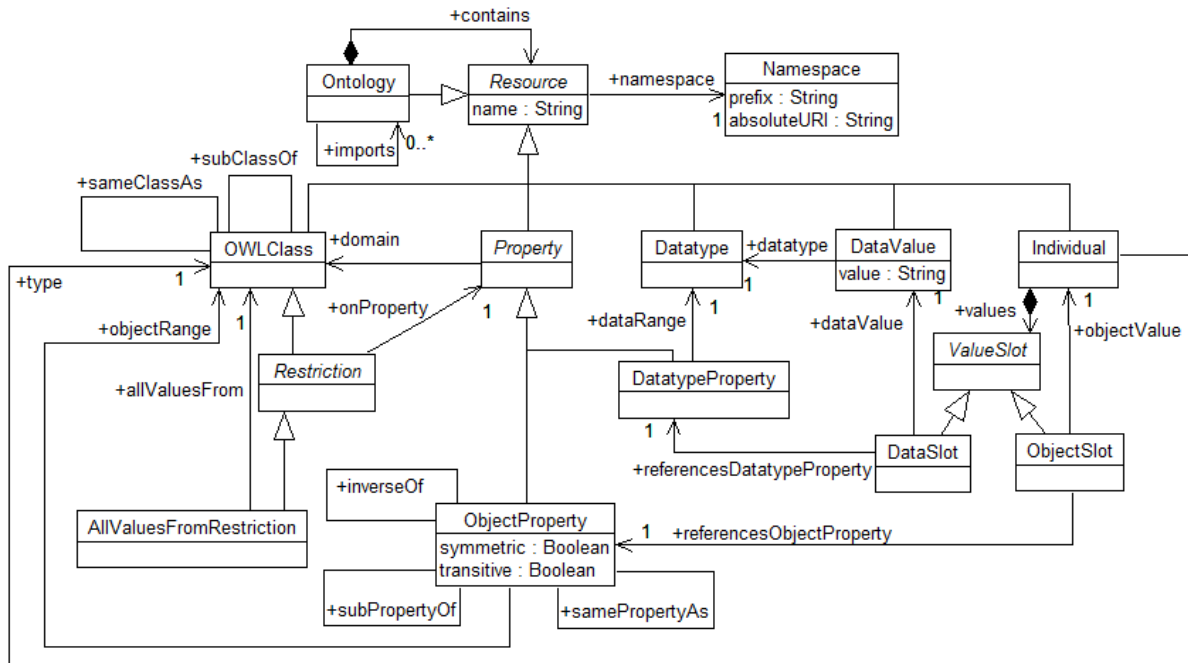 +contains
Ontology
Resource
name : String
+namespace
1
Namespace
prefix : String
absoluteURI : String
+imports
0..*
+subClassOf
+sameClassAs
OWLClass
+domain
Property
Datatype
+datatype
1
DataValue
value : String
1
Individual
1
+type
1
+objectRange
1
+onProperty
1
+dataRange
1
+dataValue
+values
+objectValue
Restriction
+allValuesFrom
DatatypeProperty
1
ValueSlot
+referencesDatatypeProperty
DataSlot
ObjectSlot
+inverseOf
AllValuesFromRestriction
ObjectProperty
symmetric : Boolean
transitive : Boolean
1
+referencesObjectProperty
+subPropertyOf
+samePropertyAs